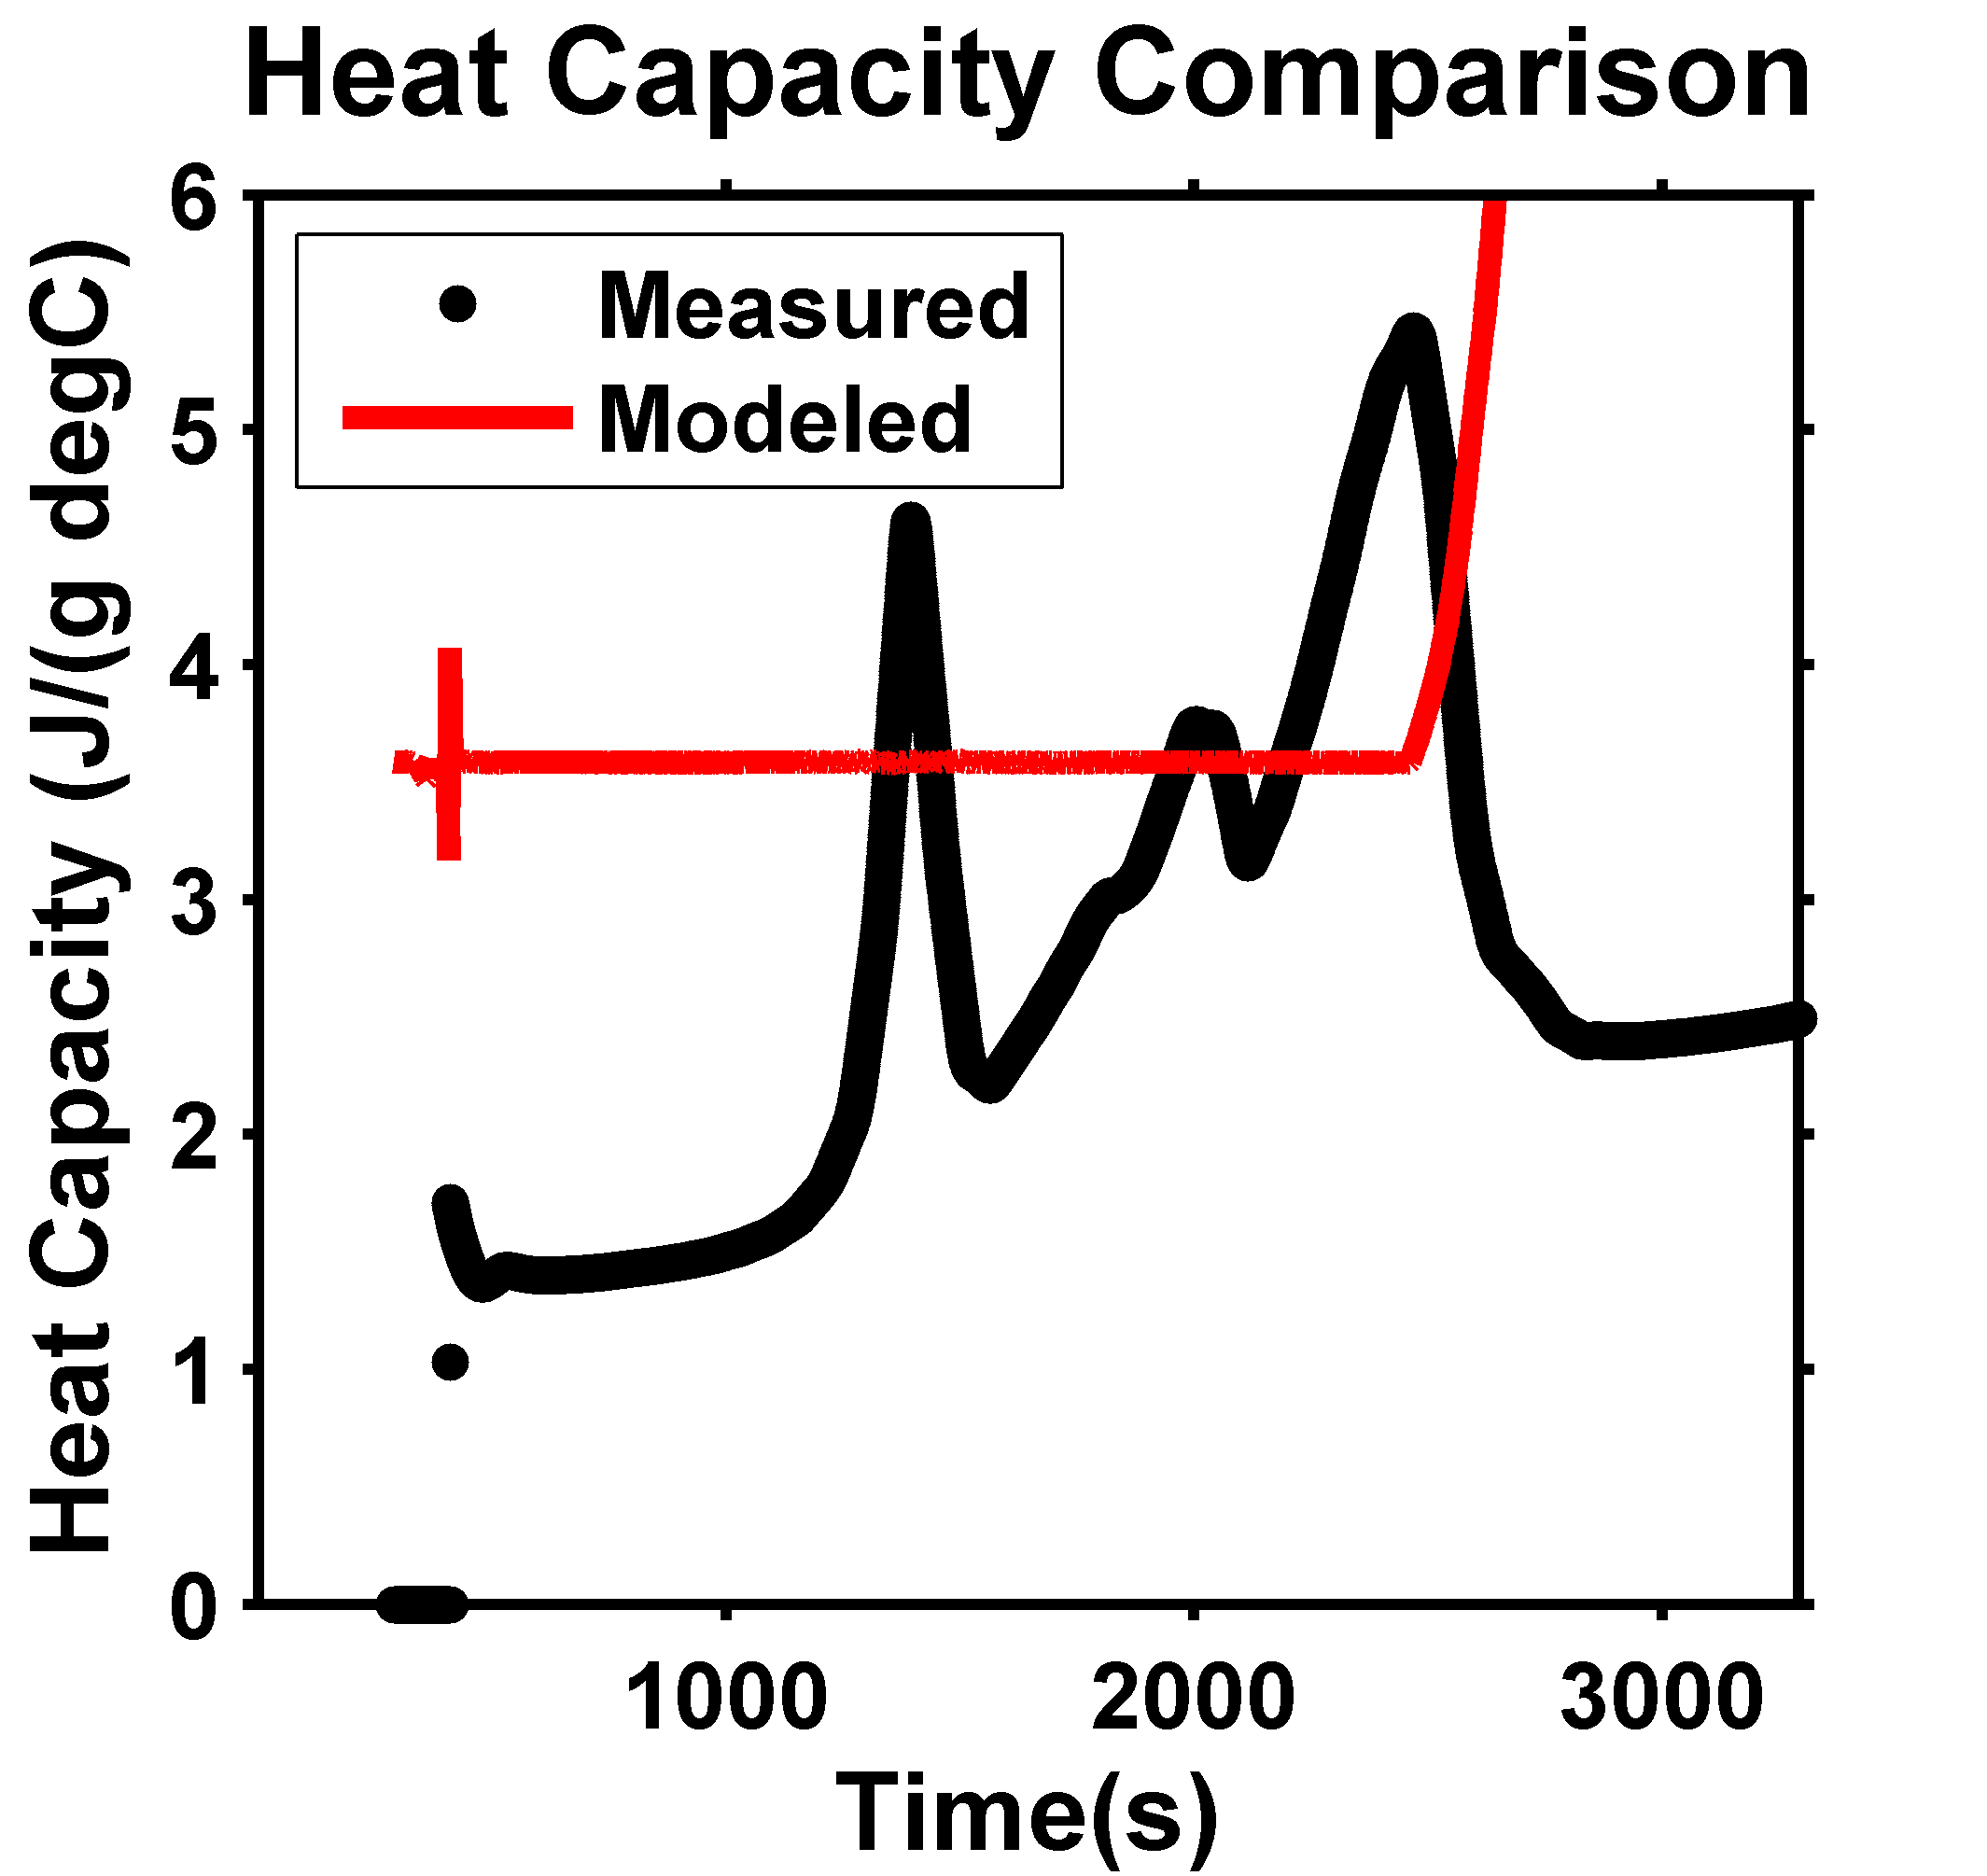 Heat Capacity Comparison
Heat Capacity (J/(g degC)
6
5
4
3
2
1
0
Measured
Modeled
1000 2000 3000
Time(s)